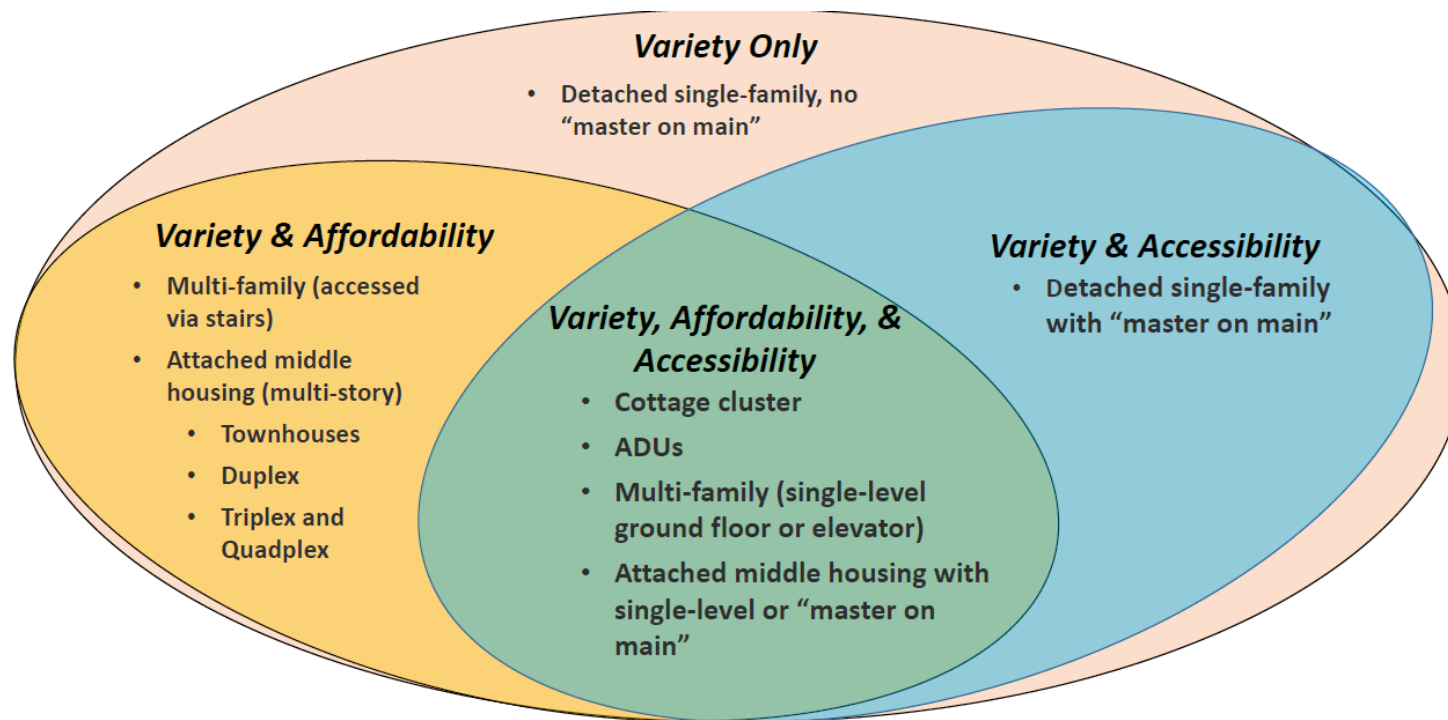 Variety Only
• Detached single-family, no
“master on main”
Variety & Affordability
• Multi-family (accessed
via stairs)
• Attached middle
housing (multi-story)
• Townhouses
• Duplex
• Triplex and
Quadplex
Variety, Affordability, &
Accessibility
• Cottage cluster
• ADUs
• Multi-family (single-level
ground floor or elevator)
• Attached middle housing with
single-level or “master on
main”
Variety & Accessibility
• Detached single-family
with “master on main”